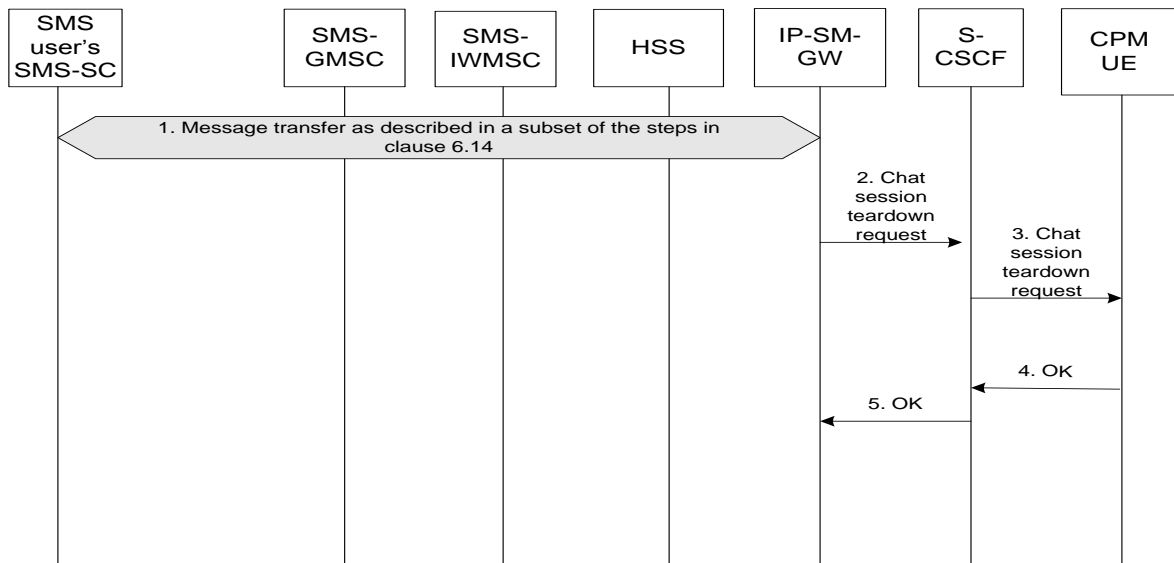 SMS
user’s
SMS-SC
SMS-
GMSC
SMS-
IWMSC
HSS
IP-SM-
GW
S-
CSCF
CPM
UE
1. Message transfer as described in a subset of the steps in
clause 6.14
2. Chat
session
teardown
request
3. Chat
session
teardown
request
4. OK
5. OK